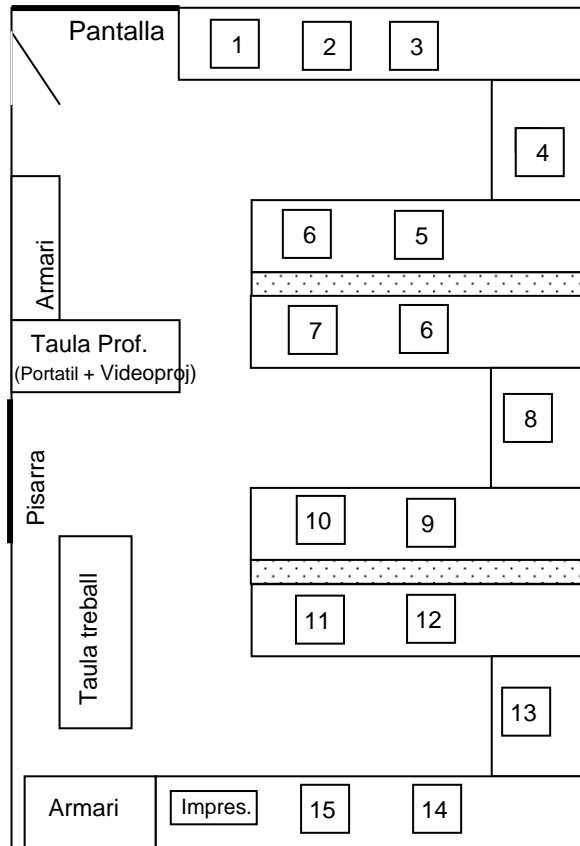 Pantalla
1
2
3
4
Armari
6
5
Taula Prof.
(Portatil + Videoproj)
7
6
8
Pisarra
10
9
Taula treball
11
12
13
Armari
Impres.
15
14